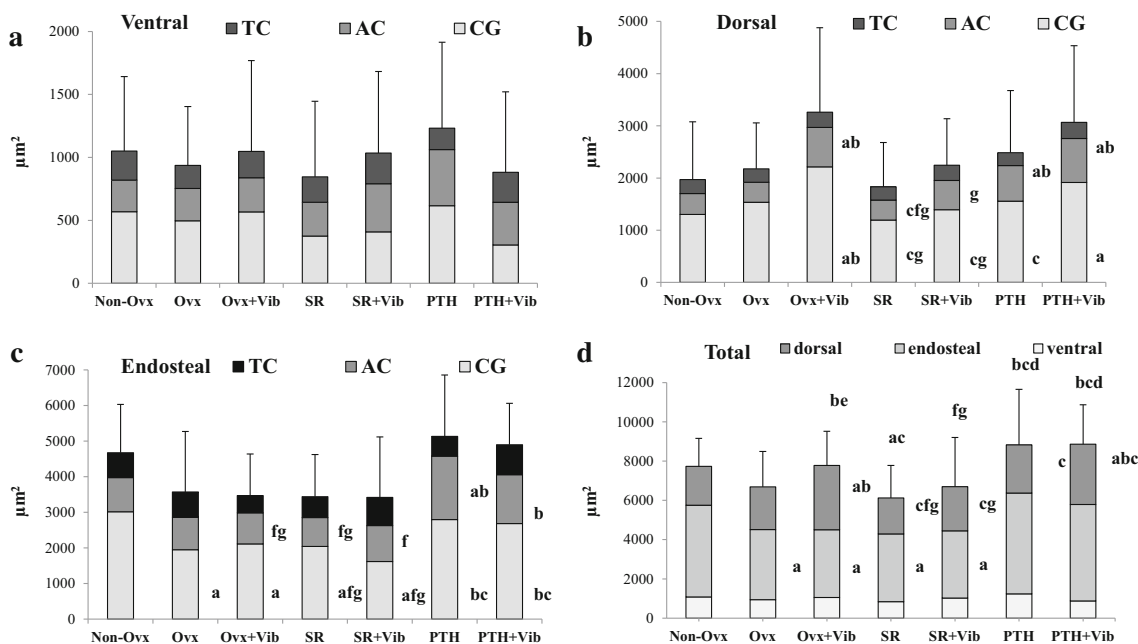 a
Ventral
TC AC CG
2000
1500
1000
500
0
µm²
Non-Ovx Ovx Ovx+Vib SR SR+Vib PTH PTH+Vib
b
Dorsal
TC AC CG
5000
4000
3000
2000
1000
0
µm²
ab
ab
cfg
cg
g
cg
ab
c
ab
a
Non-Ovx Ovx Ovx+Vib SR SR+Vib PTH PTH+Vib
c
Endosteal
TC AC CG
7000
6000
5000
4000
3000
2000
1000
0
µm²
a
fg
a
fg
afg
f
afg
ab
bc
b
bc
Non-Ovx Ovx Ovx+Vib SR SR+Vib PTH PTH+Vib
d
Total
dorsal endosteal ventral
12000
10000
8000
6000
4000
2000
0
µm²
a
be
ab
a
ac
cfg
a
fg
cg
a
bcd
c
bcd
abc
Non-Ovx Ovx Ovx+Vib SR SR+Vib PTH PTH+Vib